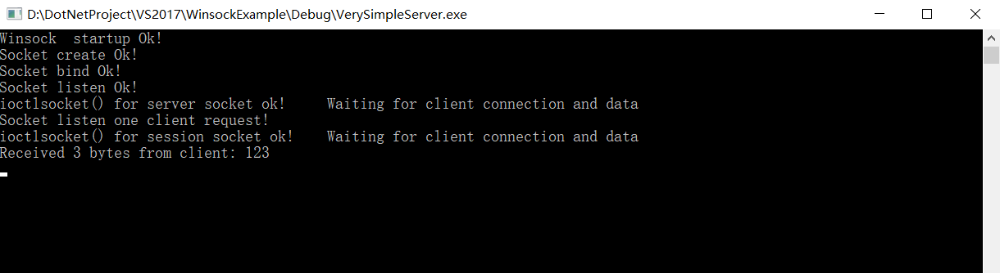 D:\DotNetProject\VS2017\WinsockExample\Debug\VerySimpleServer.exe
Winsock  startup Ok!
Socket create Ok!
Socket bind Ok!
Socket listen Ok!
ioctlsocket() for server socket ok!     Waiting for client connection and data
Socket listen one client request!
ioctlsocket() for session socket ok!    Waiting for client connection and data
Received 3 bytes from client: 123